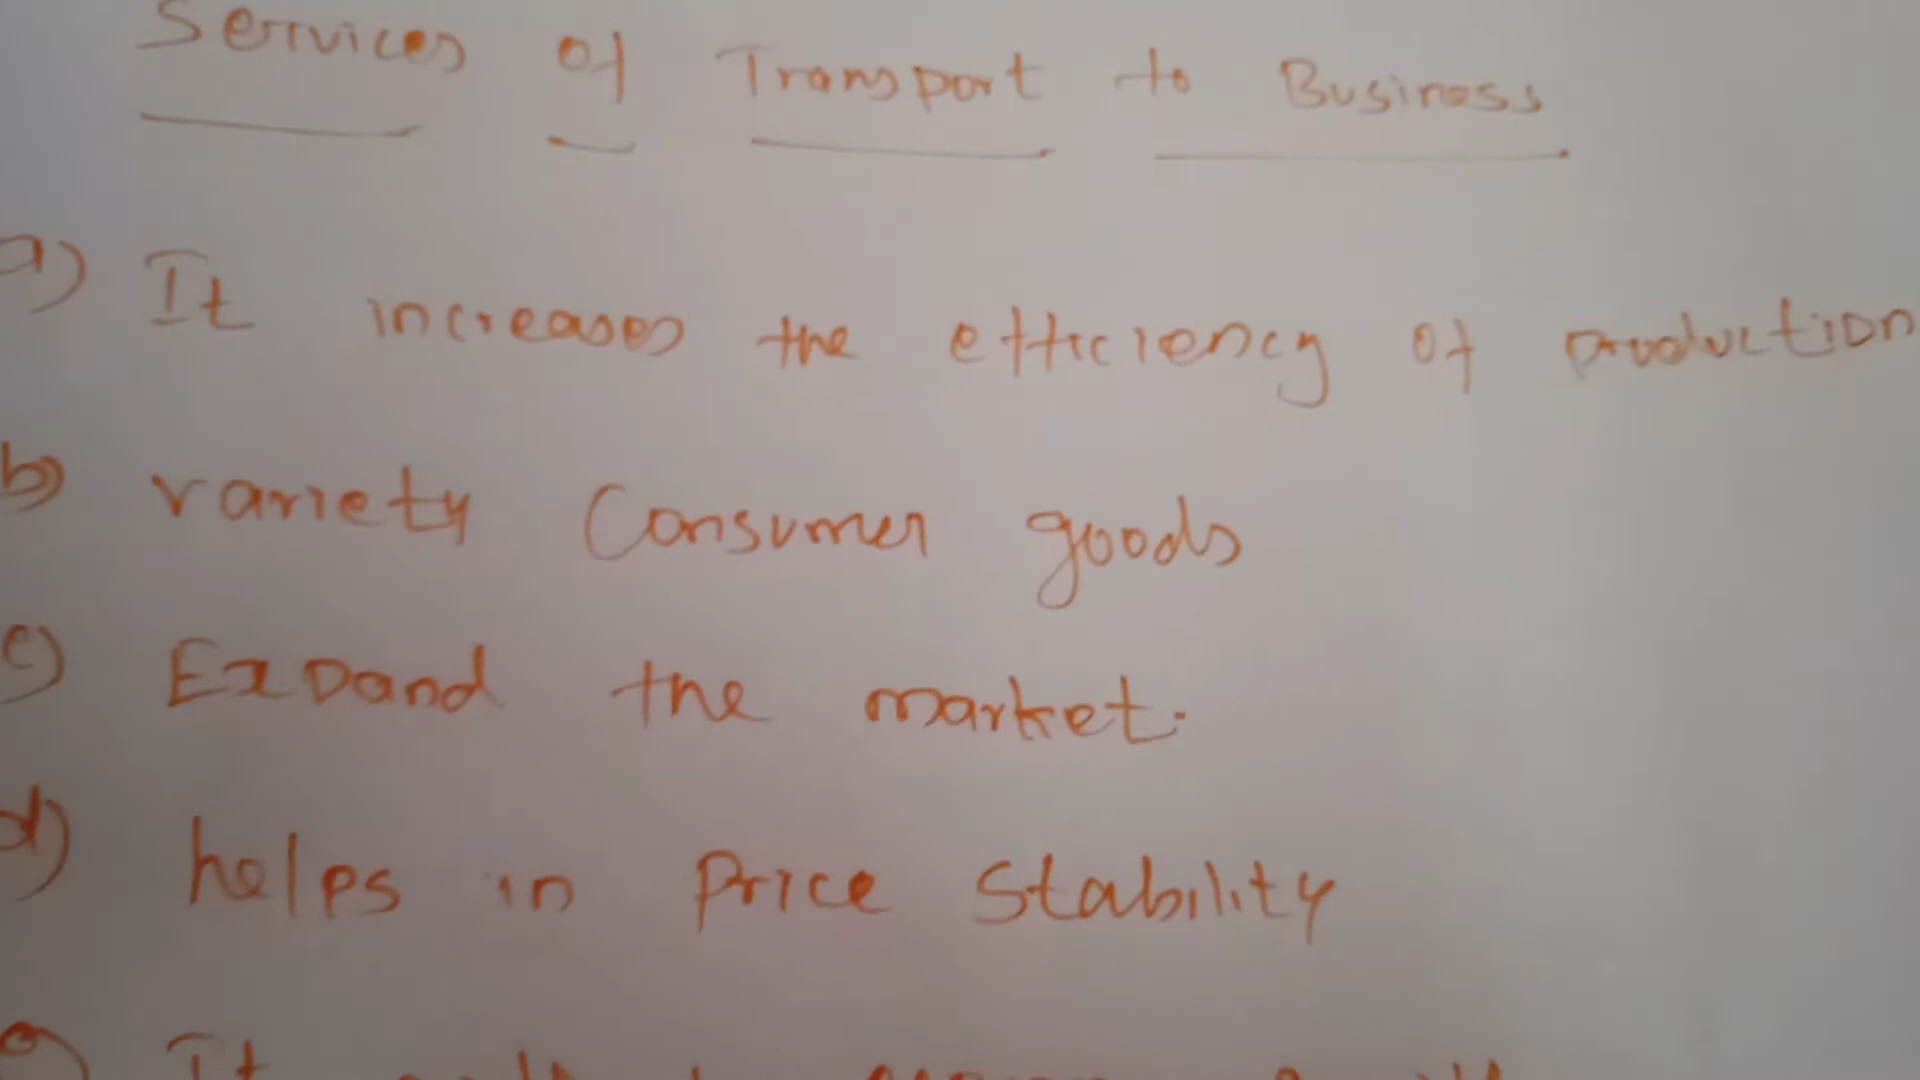 Services of Transport to Business
a) It increases the efficiency of production
b) variety Consumer goods
c) Expand the market.
d) helps in Price Stability
e) It